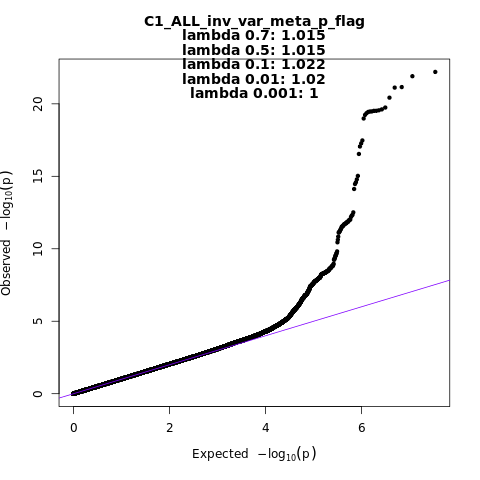 C1_ALL_inv_var_meta_p_flag
lambda 0.7: 1.015
lambda 0.5: 1.015
lambda 0.1: 1.022
lambda 0.01: 1.02
lambda 0.001: 1
20
15
10
5
0
Observed −log10(p)
0 2 4 6
Expected −log10(p)